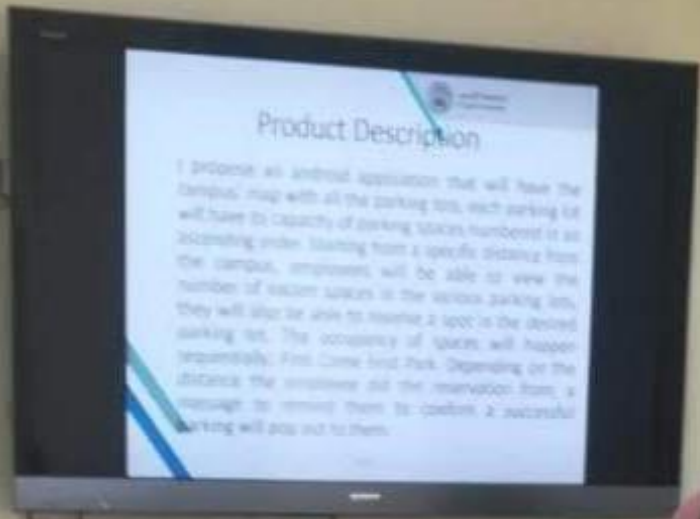 Product Description
I propose an android application that will have the
campus' map with all the parking lots, each parking lot
will have its capacity of parking spaces numbered in an
ascending order. Starting from a specific distance from
the campus, employees will be able to view the
number of vacant spaces in the various parking lots,
they will also be able to reserve a spot in the desired
parking lot. The occupancy of spaces will happen
sequentially: First Come First Park. Depending on the
distance the employee did the reservation from, a
message to remind them to confirm a successful
parking will pop out to them.